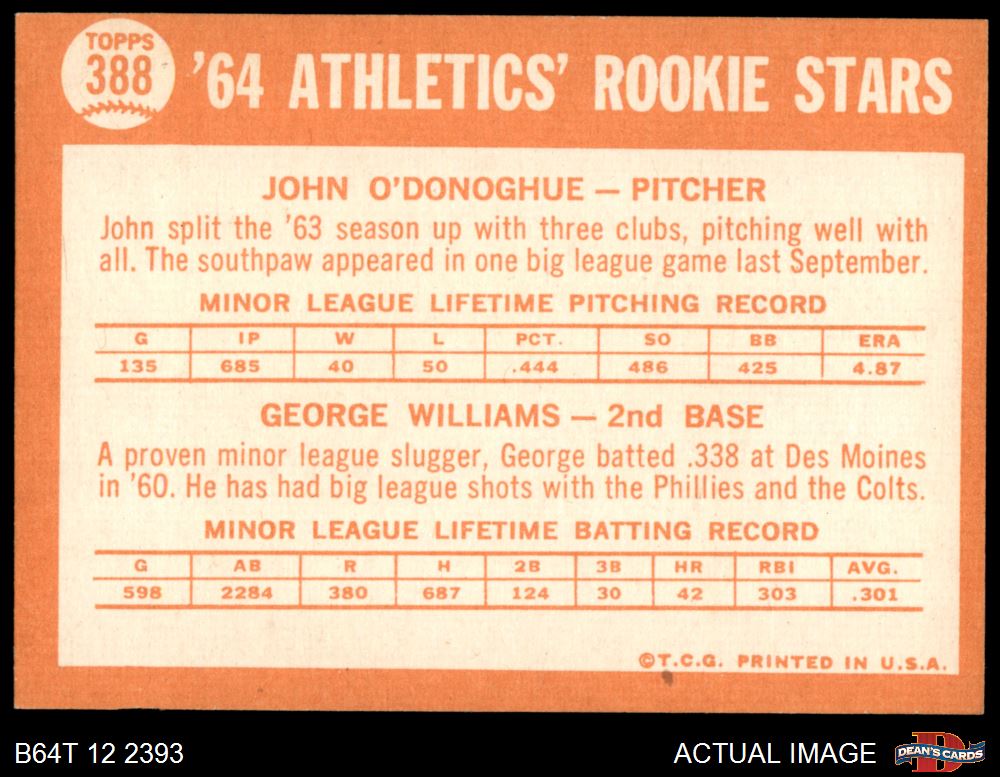 TOPPS
388
'64 ATHLETICS' ROOKIE STARS
JOHN O'DONOGHUE — PITCHER
John split the '63 season up with three clubs, pitching well with
all. The southpaw appeared in one big league game last September.
MINOR LEAGUE LIFETIME PITCHING RECORD
G IP W L PCT. SO BB ERA
135 685 40 50 .444 486 425 4.87
GEORGE WILLIAMS — 2nd BASE
A proven minor league slugger, George batted .338 at Des Moines
in '60. He has had big league shots with the Phillies and the Colts.
MINOR LEAGUE LIFETIME BATTING RECORD
G AB R H 2B 3B HR RBI AVG.
598 2284 380 687 124 30 42 303 .301
©T.C.G. PRINTED IN U.S.A.
B64T 12 2393 ACTUAL IMAGE DEAN'S CARDS